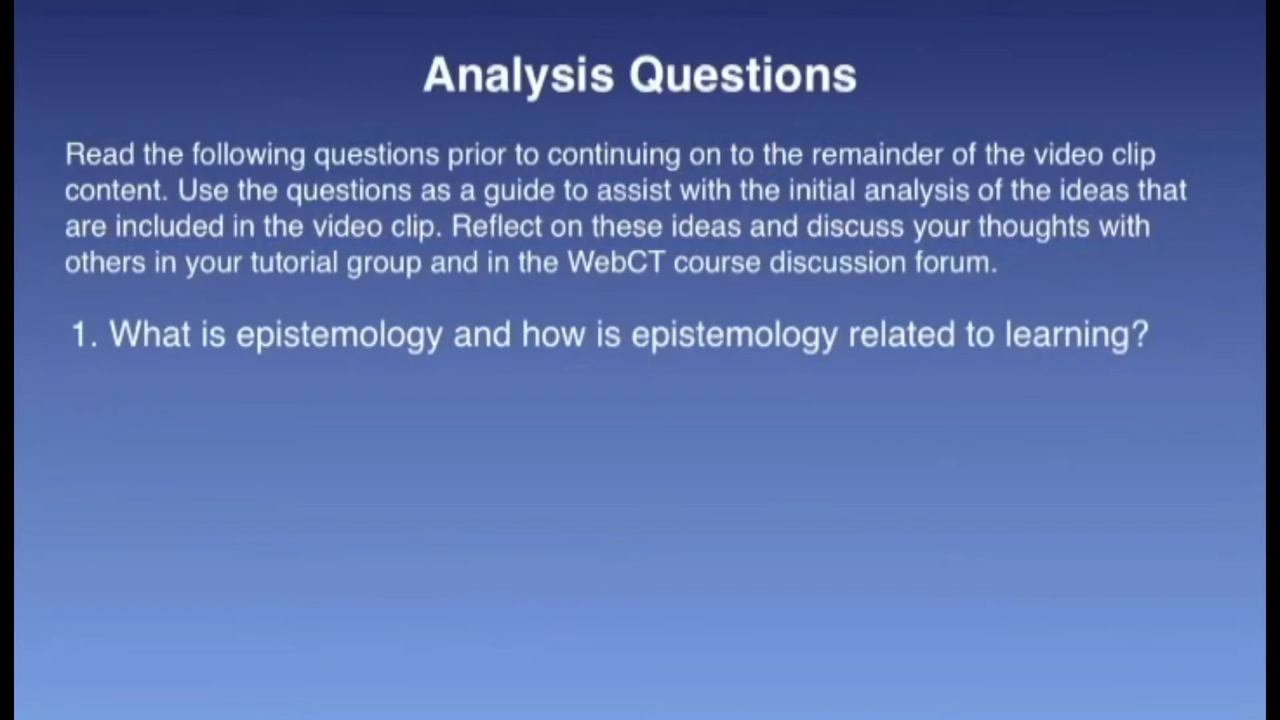 Analysis Questions
Read the following questions prior to continuing on to the remainder of the video clip
content. Use the questions as a guide to assist with the initial analysis of the ideas that
are included in the video clip. Reflect on these ideas and discuss your thoughts with
others in your tutorial group and in the WebCT course discussion forum.
1. What is epistemology and how is epistemology related to learning?